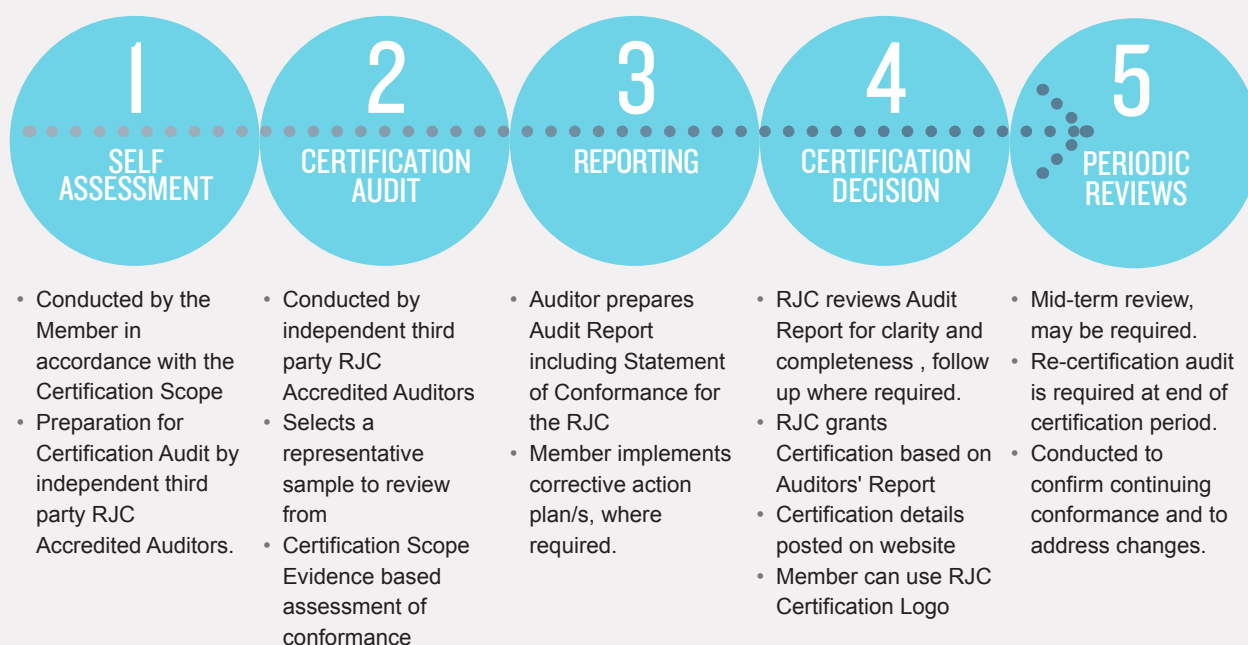 1
SELF
ASSESSMENT
• Conducted by the
Member in
accordance with the
Certification Scope
• Preparation for
Certification Audit by
independent third
party RJC
Accredited Auditors.
2
CERTIFICATION
AUDIT
• Conducted by
independent third
party RJC
Accredited Auditors
• Selects a
representative
sample to review
from
• Certification Scope
Evidence based
assessment of
conformance
3
REPORTING
• Auditor prepares
Audit Report
including Statement
of Conformance for
the RJC
• Member implements
corrective action
plan/s, where
required.
4
CERTIFICATION
DECISION
• RJC reviews Audit
Report for clarity and
completeness , follow
up where required.
• RJC grants
Certification based on
Auditors' Report
• Certification details
posted on website
• Member can use RJC
Certification Logo
5
PERIODIC
REVIEWS
• Mid-term review,
may be required.
• Re-certification audit
is required at end of
certification period.
• Conducted to
confirm continuing
conformance and to
address changes.